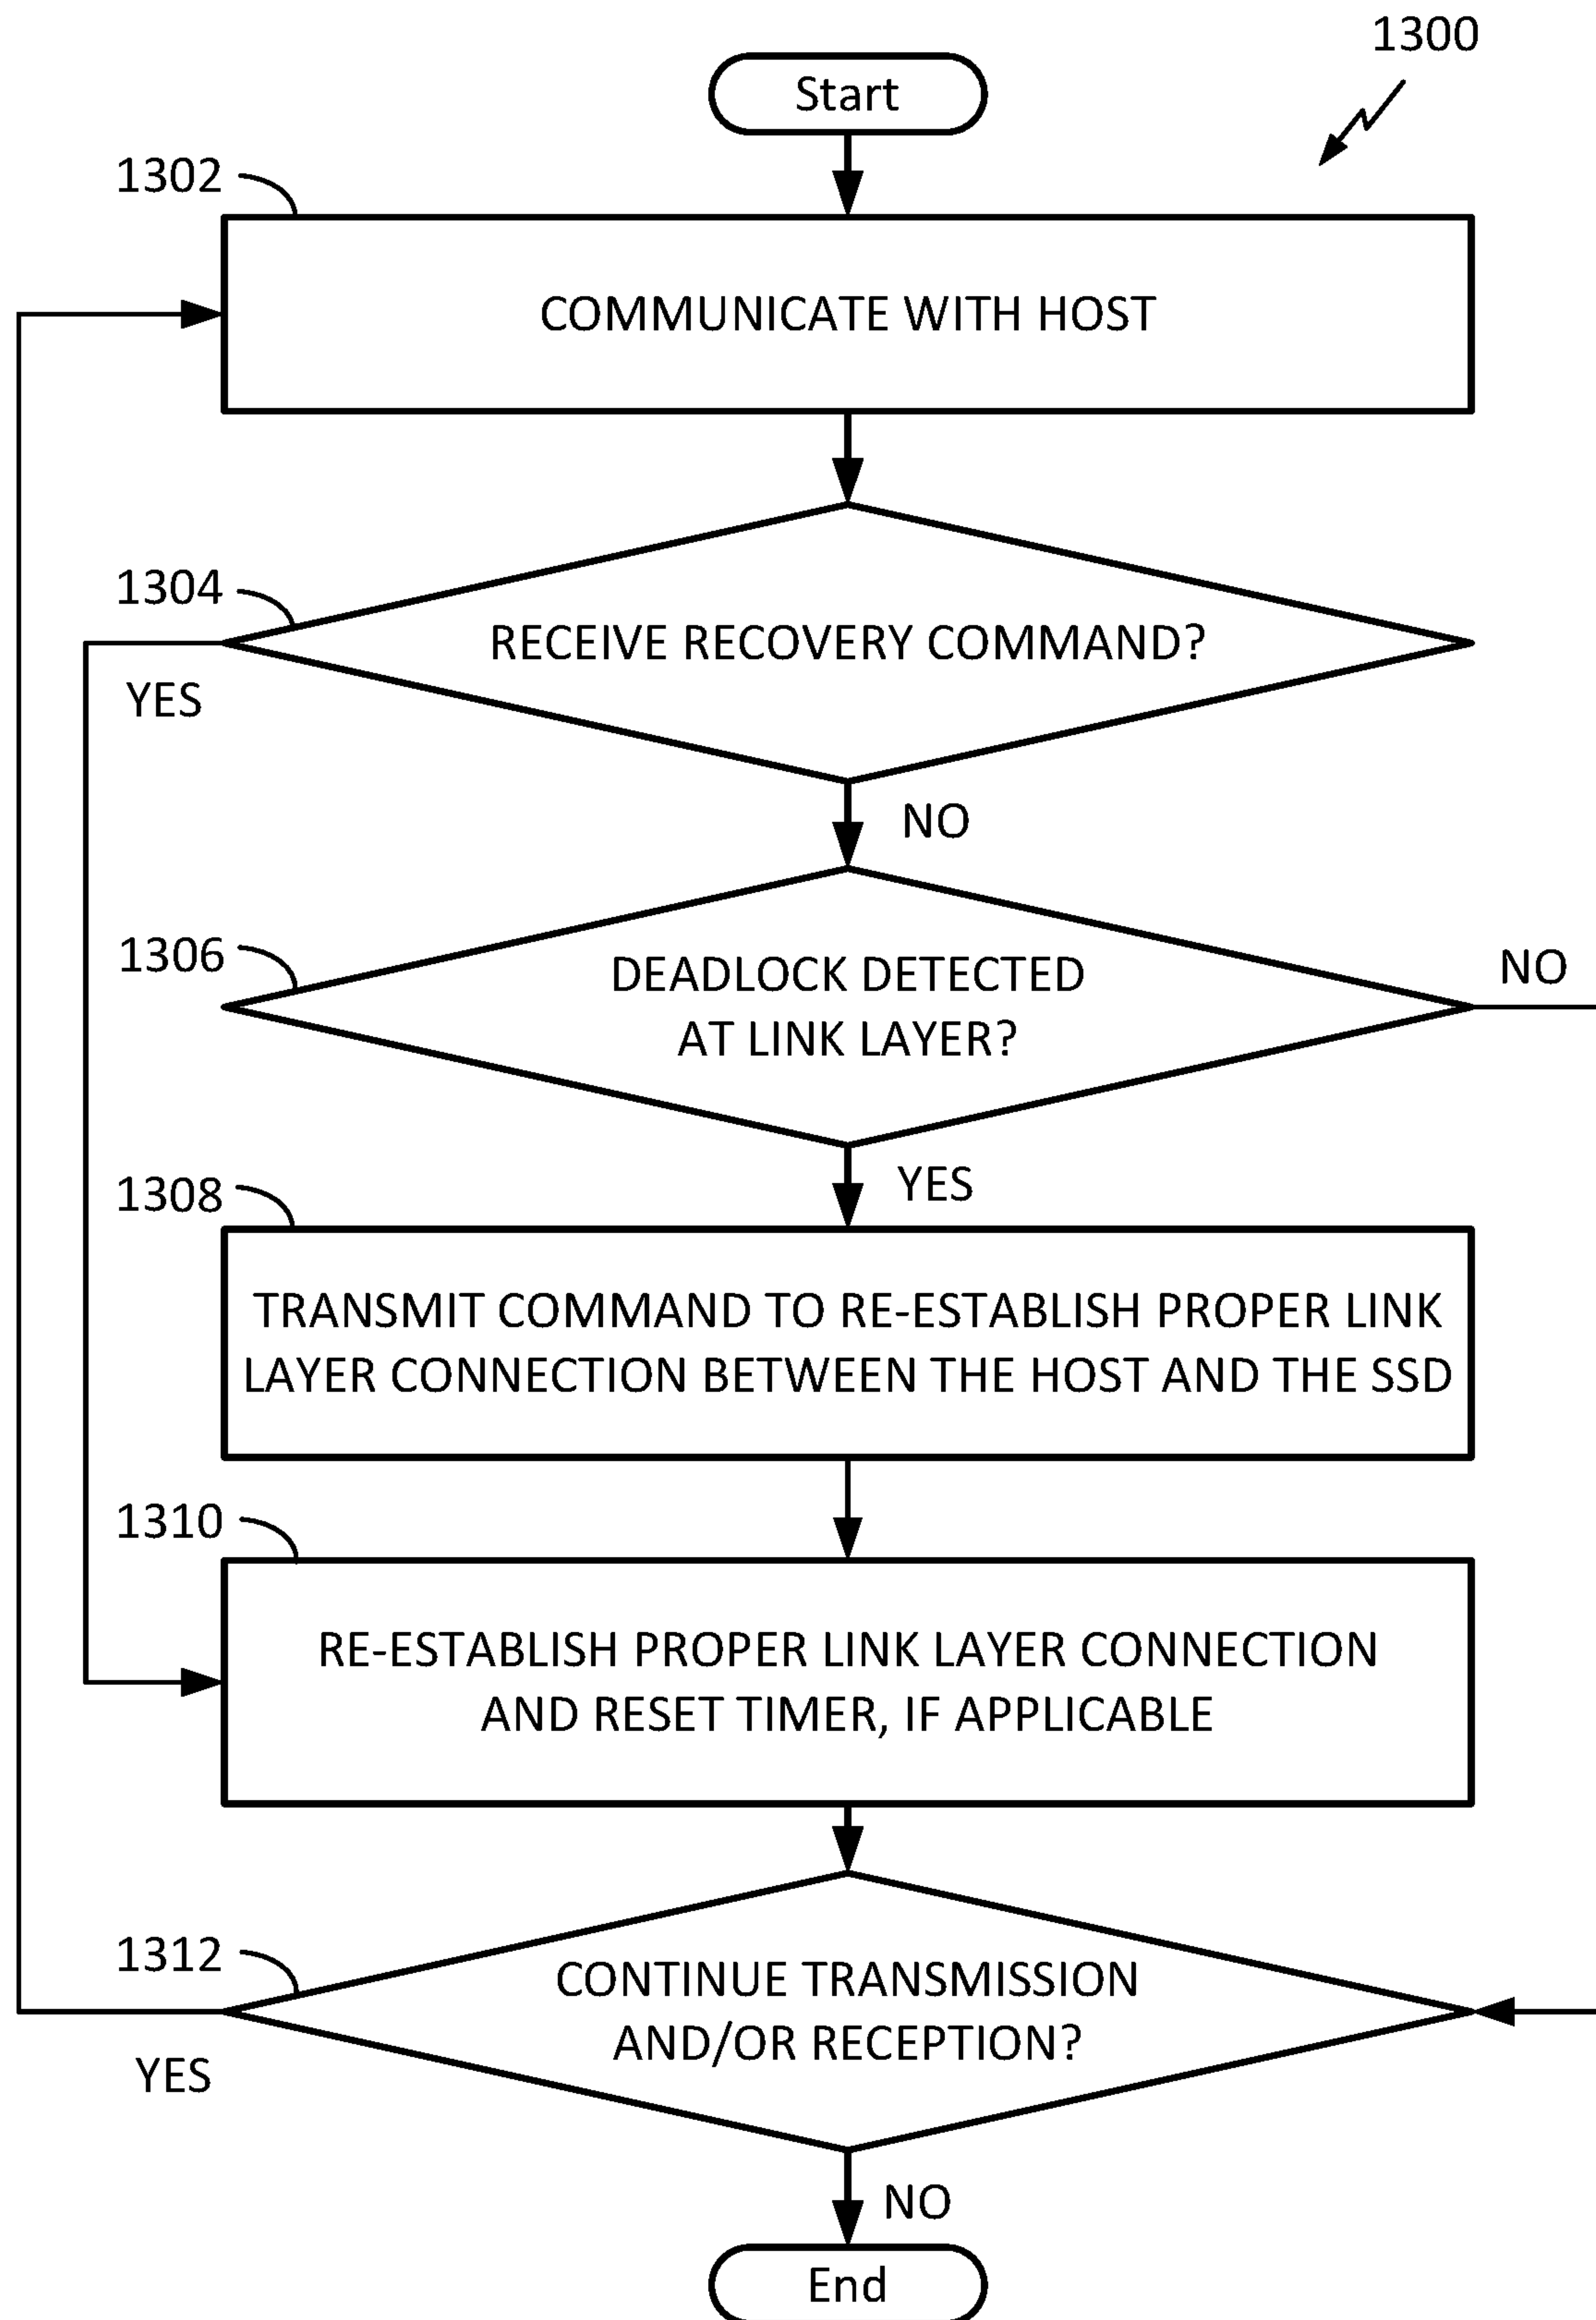 1300
Start
1302
COMMUNICATE WITH HOST
1304
RECEIVE RECOVERY COMMAND?
YES
NO
1306
DEADLOCK DETECTED
AT LINK LAYER?
NO
YES
1308
TRANSMIT COMMAND TO RE-ESTABLISH PROPER LINK
LAYER CONNECTION BETWEEN THE HOST AND THE SSD
1310
RE-ESTABLISH PROPER LINK LAYER CONNECTION
AND RESET TIMER, IF APPLICABLE
1312
CONTINUE TRANSMISSION
AND/OR RECEPTION?
YES
NO
End